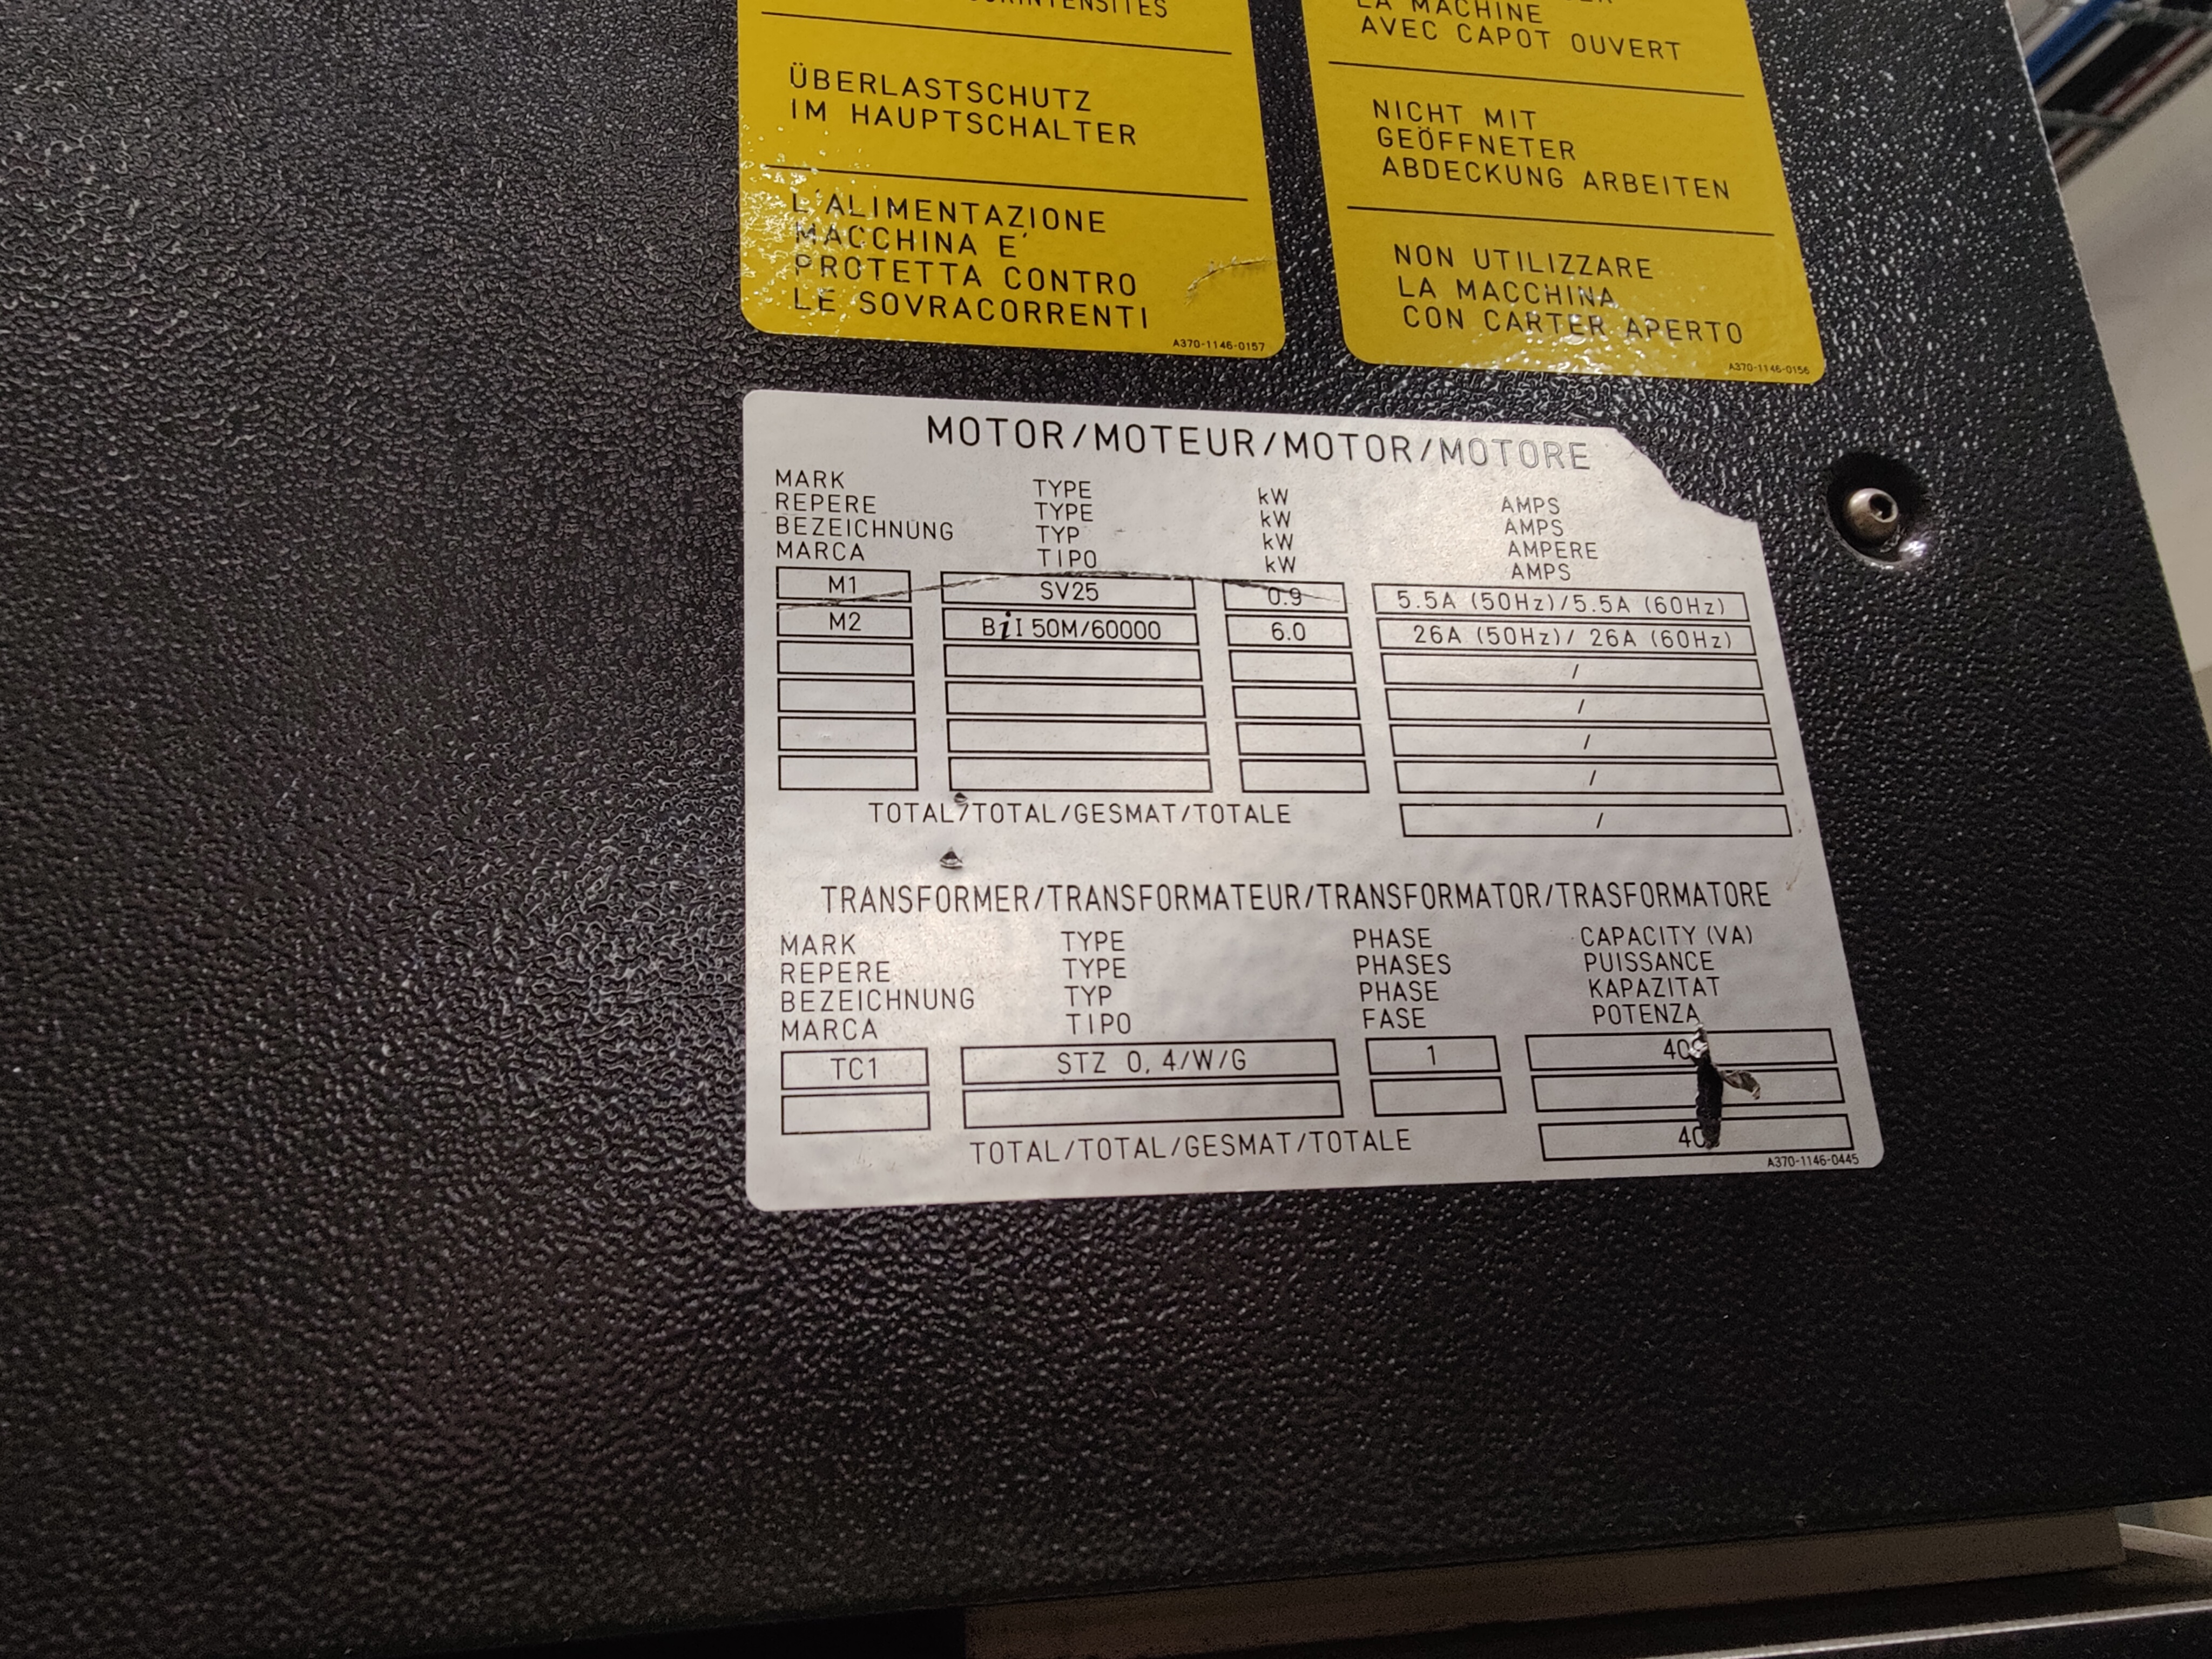 LA MACHINE
AVEC CAPOT OUVERT
ÜBERLASTSCHUTZ
IM HAUPTSCHALTER
L'ALIMENTAZIONE
MACCHINA E'
PROTETTA CONTRO
LE SOVRACORRENTI
A370-1146-0157
NICHT MIT
GEÖFFNETER
ABDECKUNG ARBEITEN
NON UTILIZZARE
LA MACCHINA
CON CARTER APERTO
A370-1146-0156
MOTOR/MOTEUR/MOTOR/MOTORE
MARK TYPE kW AMPS
REPERE TYPE kW AMPS
BEZEICHNUNG TYP kW AMPERE
MARCA TIPO kW AMPS
M1 SV25 0.9 5.5A (50Hz)/5.5A (60Hz)
M2 BiI 50M/60000 6.0 26A (50Hz)/ 26A (60Hz)
/
/
/
/
TOTAL/TOTAL/GESMAT/TOTALE /
TRANSFORMER/TRANSFORMATEUR/TRANSFORMATOR/TRASFORMATORE
MARK TYPE PHASE CAPACITY (VA)
REPERE TYPE PHASES PUISSANCE
BEZEICHNUNG TYP PHASE KAPAZITAT
MARCA TIPO FASE POTENZA
TC1 STZ 0, 4/W/G 1
TOTAL/TOTAL/GESMAT/TOTALE
A370-1146-0445